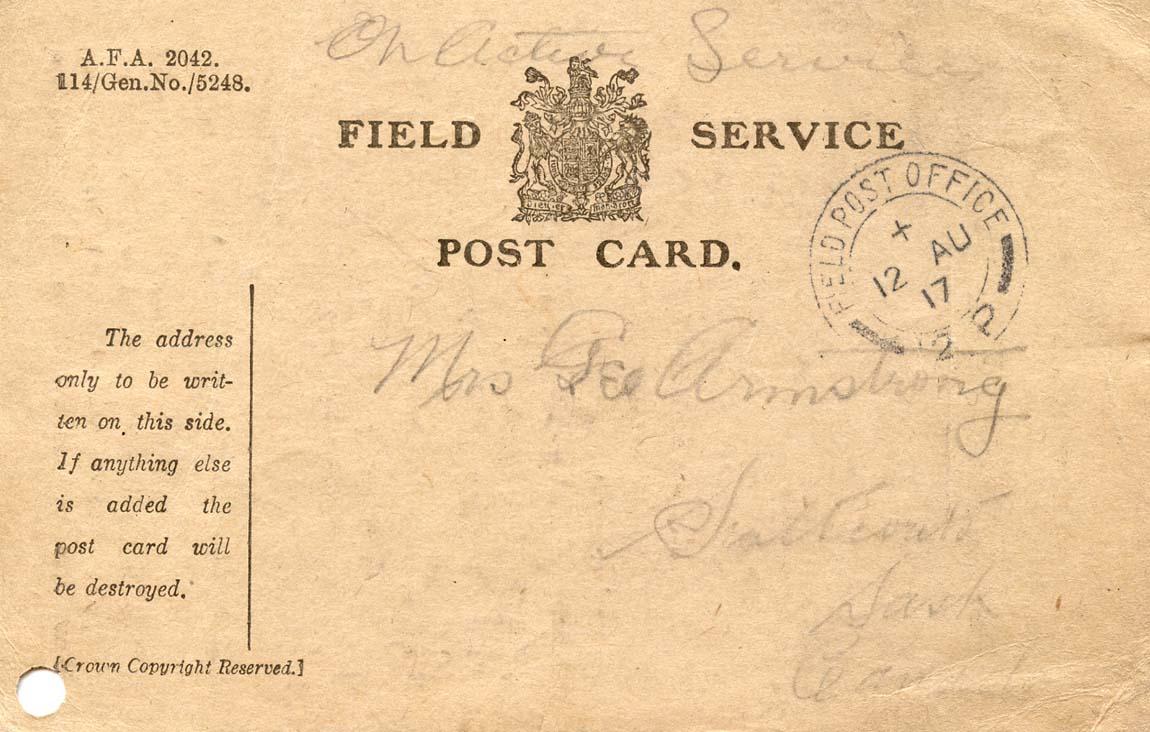 On Active Service
A.F.A. 2042.
114/Gen.No./5248.
FIELD SERVICE
POST CARD.
FIELD POST OFFICE
X
12 AU
17
The address
only to be writ-
ten on this side.
If anything else
is added the
post card will
be destroyed.
Mrs Geo Armstrong
Sask
[Crown Copyright Reserved.]